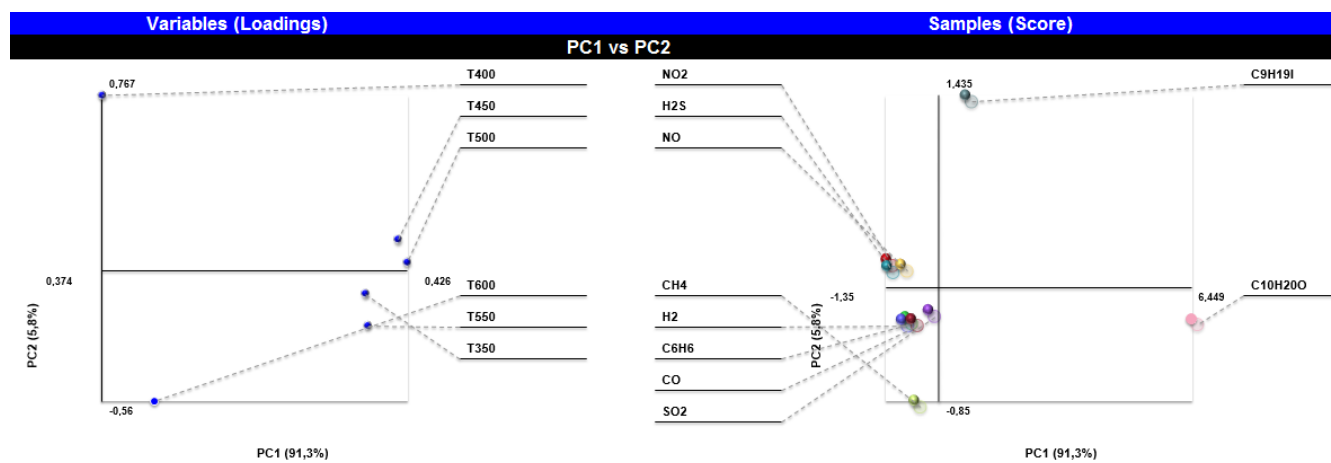 Variables (Loadings)
Samples (Score)
PC1 vs PC2
0,767
T400
T450
T500
0,374
0,426
T600
T550
T350
-0,56
PC2 (5,8%)
PC1 (91,3%)
NO2
H2S
NO
1,435
C9H19I
CH4
H2
C6H6
CO
SO2
-1,35
6,449
C10H20O
-0,85
PC2 (5,8%)
PC1 (91,3%)